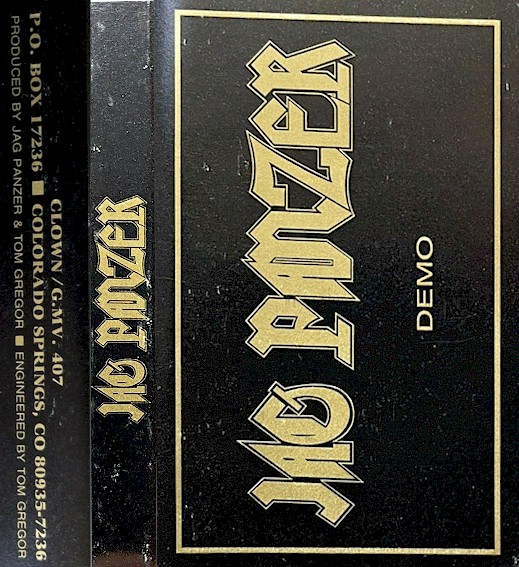 JAG PANZER
DEMO
JAG PANZER
CLOWN/G.MV. 407
P.O. BOX 17236 ■ COLORADO SPRINGS, CO 80935-7236
PRODUCED BY JAG PANZER & TOM GREGOR ■ ENGINEERED BY TOM GREGOR